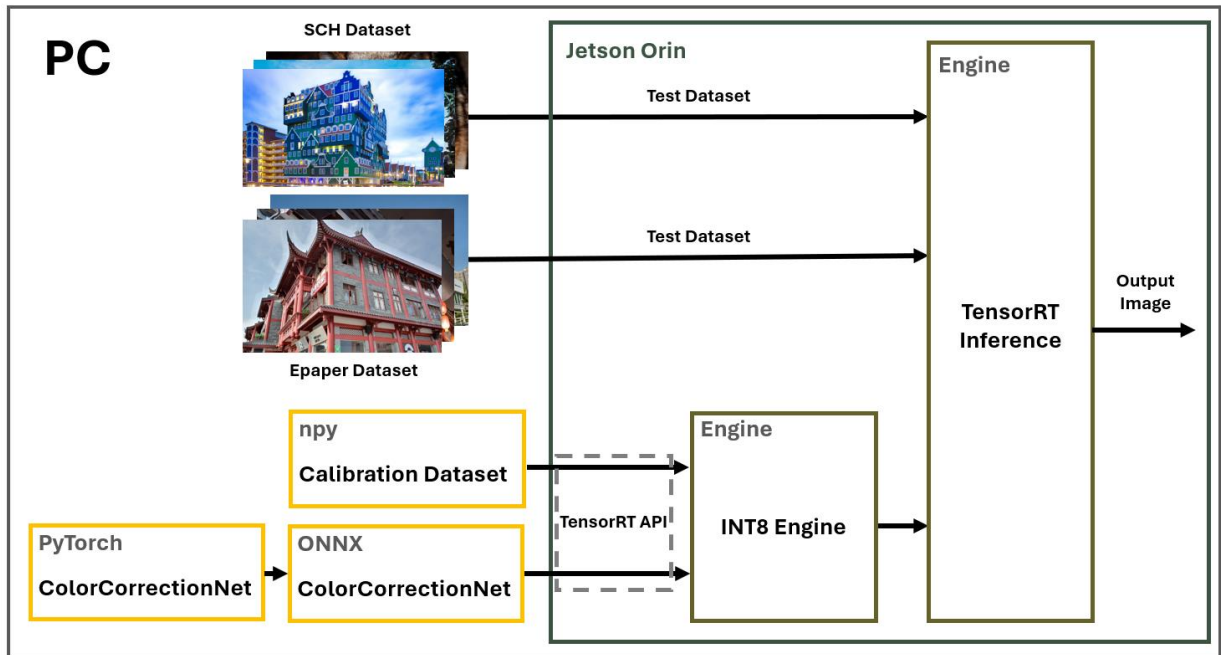 PC
SCH Dataset
Jetson Orin
Engine
Test Dataset
Test Dataset
TensorRT
Inference
Output
Image
Epaper Dataset
npy
Calibration Dataset
Engine
TensorRT API
INT8 Engine
PyTorch
ColorCorrectionNet
ONNX
ColorCorrectionNet